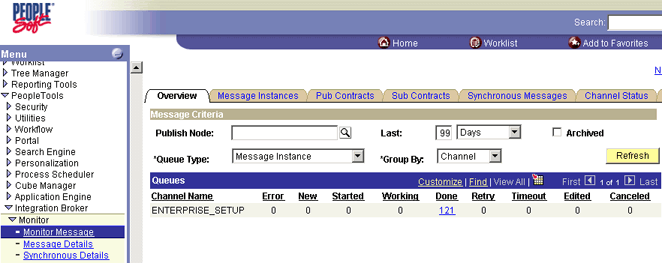 PEOPLE
Soft
Search:
Home
Worklist
Add to Favorites
Menu
Worklist
Tree Manager
Reporting Tools
PeopleTools
Security
Utilities
Workflow
Portal
Search Engine
Personalization
Process Scheduler
Cube Manager
Application Engine
Integration Broker
Monitor
Monitor Message
Message Details
Synchronous Details
N
Overview Message Instances Pub Contracts Sub Contracts Synchronous Messages Channel Status
Message Criteria
Publish Node: Last: 99 Days Archived
*Queue Type: Message Instance *Group By: Channel Refresh
Queues Customize | Find | View All | First 1 of 1 Last
Channel Name Error New Started Working Done Retry Timeout Edited Canceled
ENTERPRISE_SETUP 0 0 0 0 121 0 0 0 0